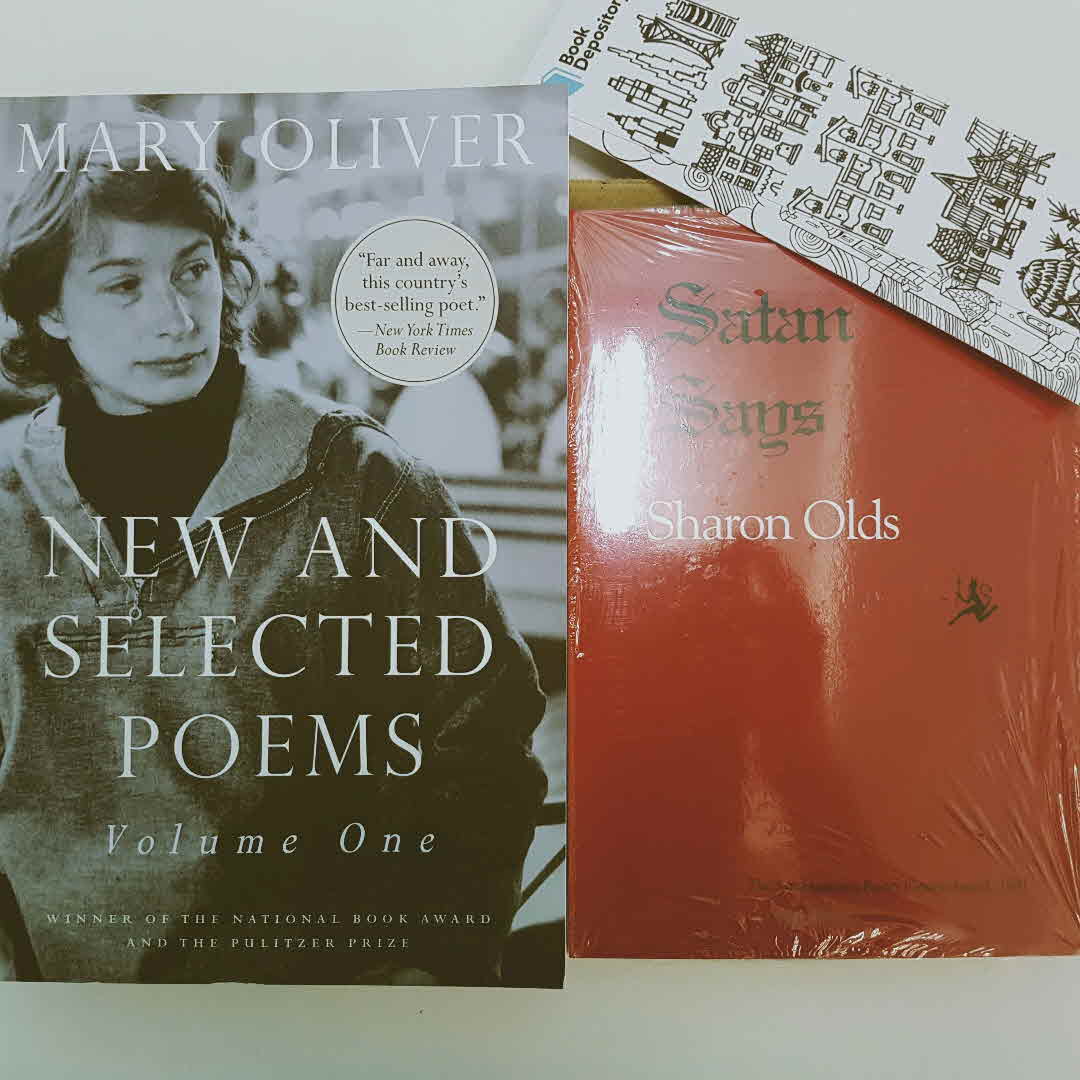 MARY OLIVER
“Far and away,
this country’s
best-selling poet.”
—New York Times
Book Review
NEW AND
SELECTED
POEMS
Volume One
WINNER OF THE NATIONAL BOOK AWARD
AND THE PULITZER PRIZE
Book
Depository
Satan
Says
Sharon Olds